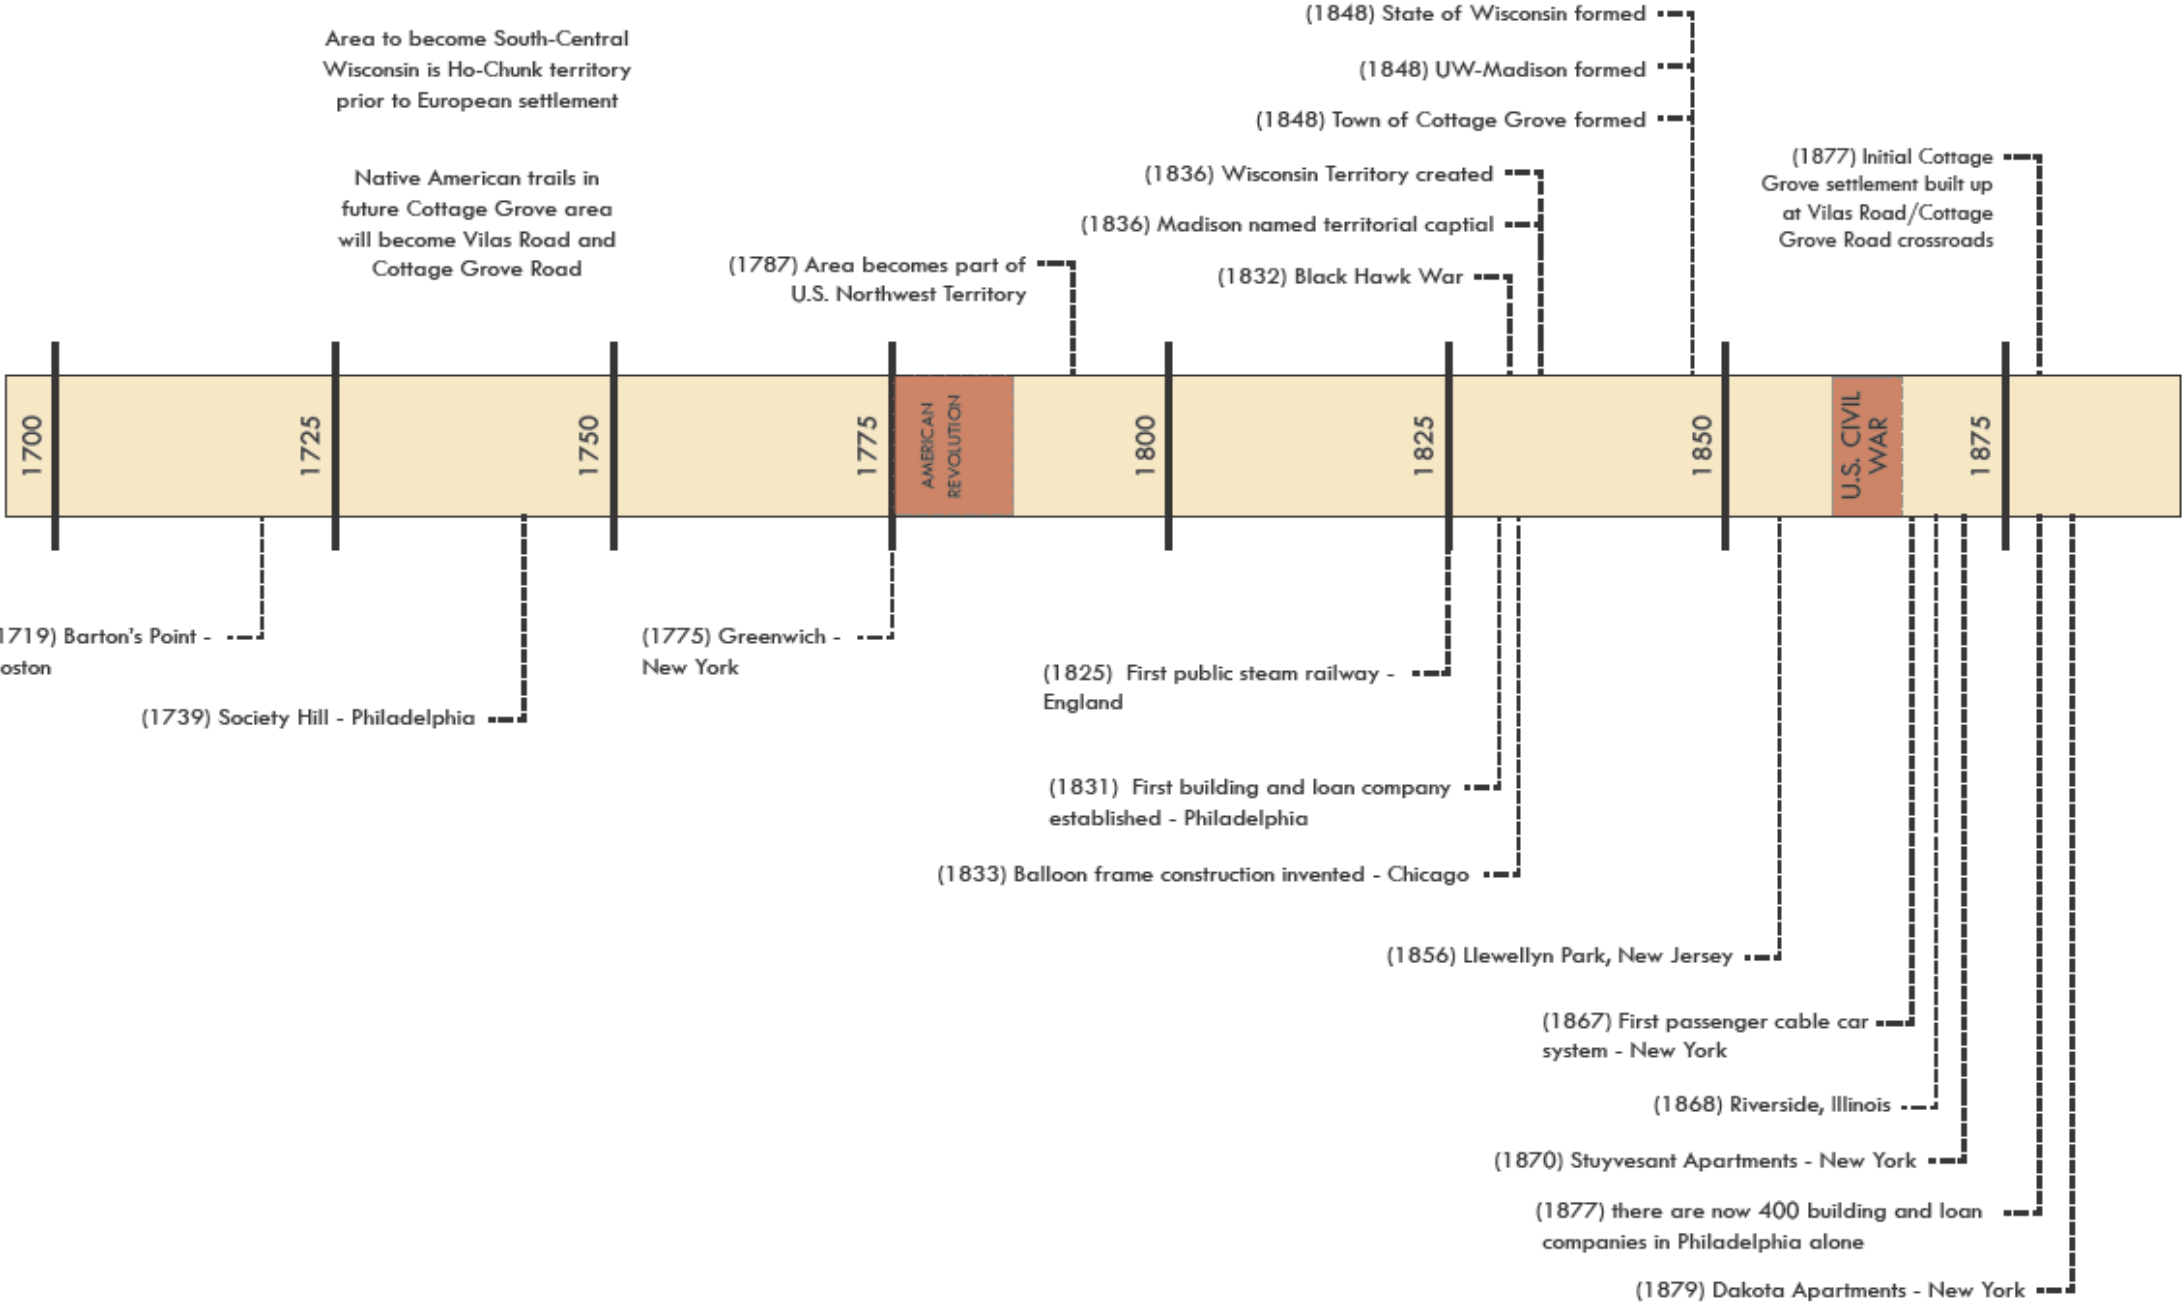 Area to become South-Central
Wisconsin is Ho-Chunk territory
prior to European settlement
Native American trails in
future Cottage Grove area
will become Vilas Road and
Cottage Grove Road
(1787) Area becomes part of
U.S. Northwest Territory
(1848) State of Wisconsin formed
(1848) UW-Madison formed
(1848) Town of Cottage Grove formed
(1836) Wisconsin Territory created
(1836) Madison named territorial captial
(1832) Black Hawk War
(1877) Initial Cottage
Grove settlement built up
at Vilas Road/Cottage
Grove Road crossroads
1700
1725
1750
1775
AMERICAN
REVOLUTION
1800
1825
1850
U.S. CIVIL
WAR
1875
1719) Barton's Point -
oston
(1739) Society Hill - Philadelphia
(1775) Greenwich -
New York
(1825) First public steam railway -
England
(1831) First building and loan company
established - Philadelphia
(1833) Balloon frame construction invented - Chicago
(1856) Llewellyn Park, New Jersey
(1867) First passenger cable car
system - New York
(1868) Riverside, Illinois
(1870) Stuyvesant Apartments - New York
(1877) there are now 400 building and loan
companies in Philadelphia alone
(1879) Dakota Apartments - New York